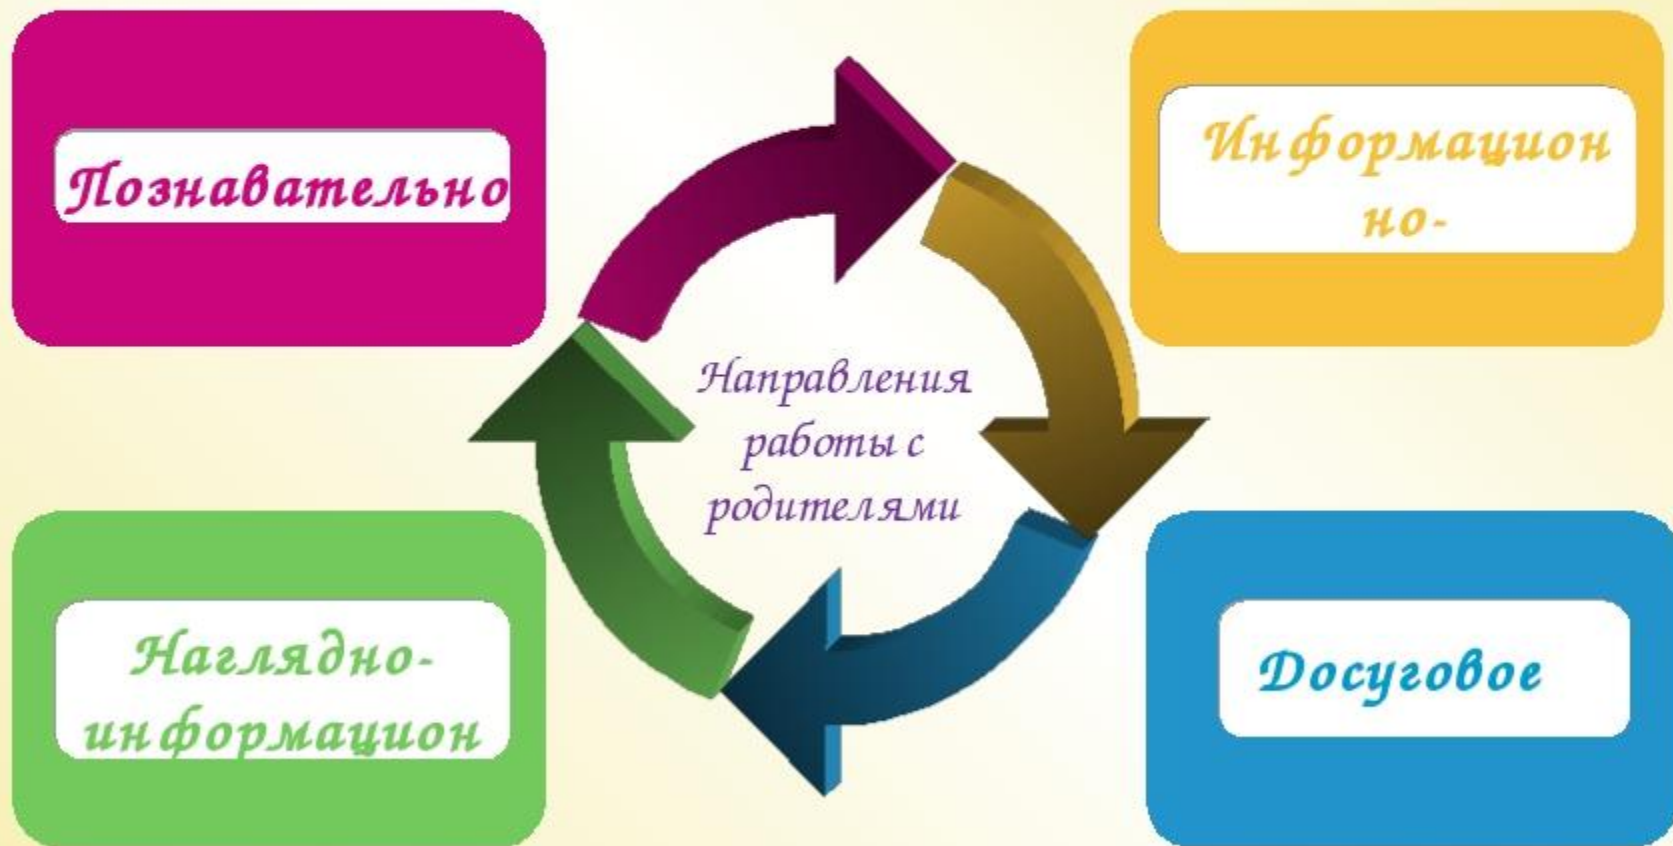 Познавательно
Информацион
но-
Направления
работы с
родителями
Наглядно-
информацион
Досуговое